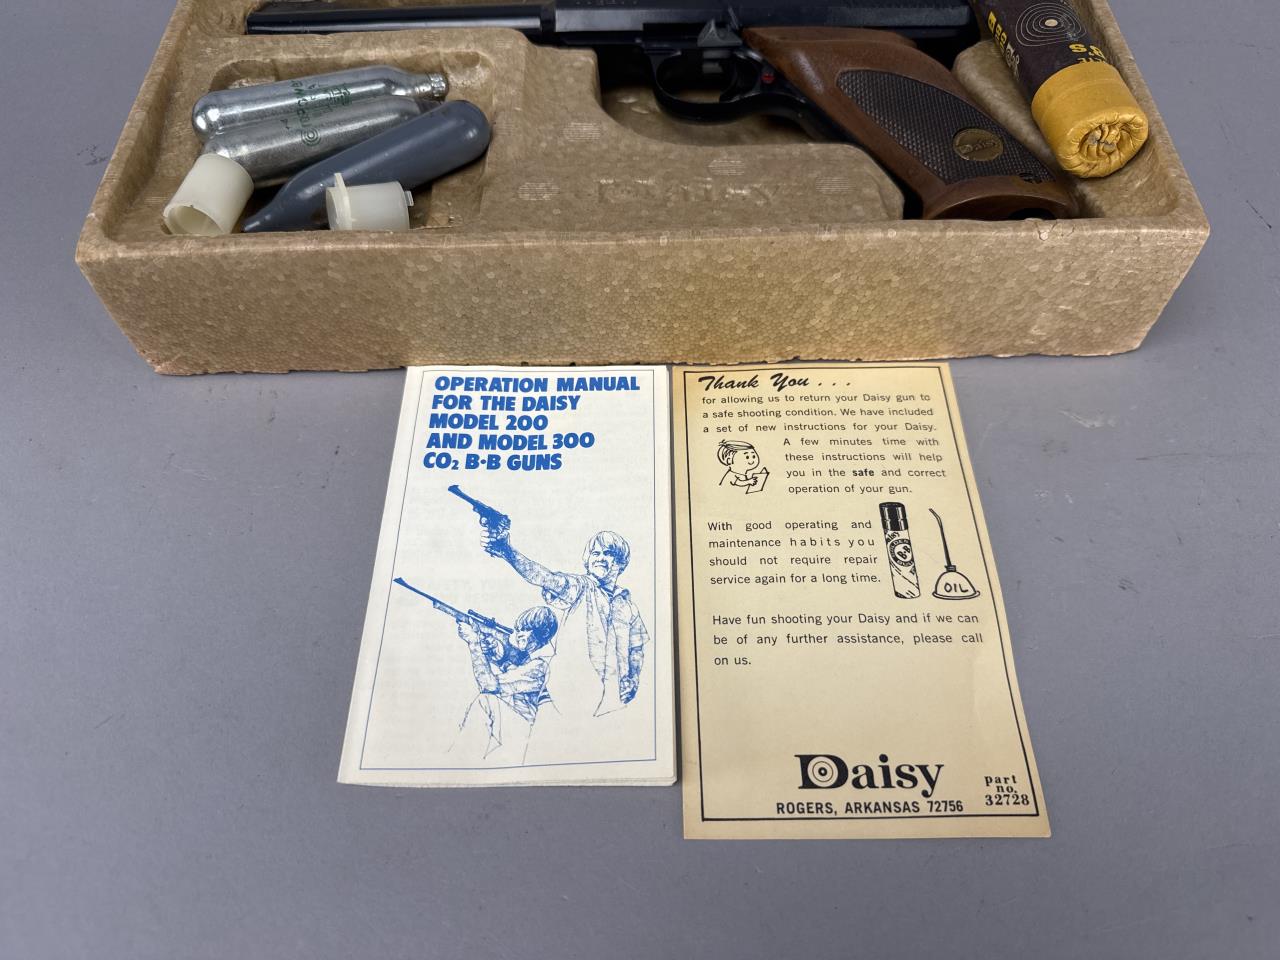 Daisy
OPERATION MANUAL
FOR THE DAISY
MODEL 200
AND MODEL 300
CO₂ B·B GUNS
Thank You . . .
for allowing us to return your Daisy gun to
a safe shooting condition. We have included
a set of new instructions for your Daisy.
A few minutes time with
these instructions will help
you in the safe and correct
operation of your gun.
With good operating and
maintenance habits you
should not require repair
service again for a long time.
B·B
OIL
Have fun shooting your Daisy and if we can
be of any further assistance, please call
on us.
Daisy
ROGERS, ARKANSAS 72756
part
no.
32728